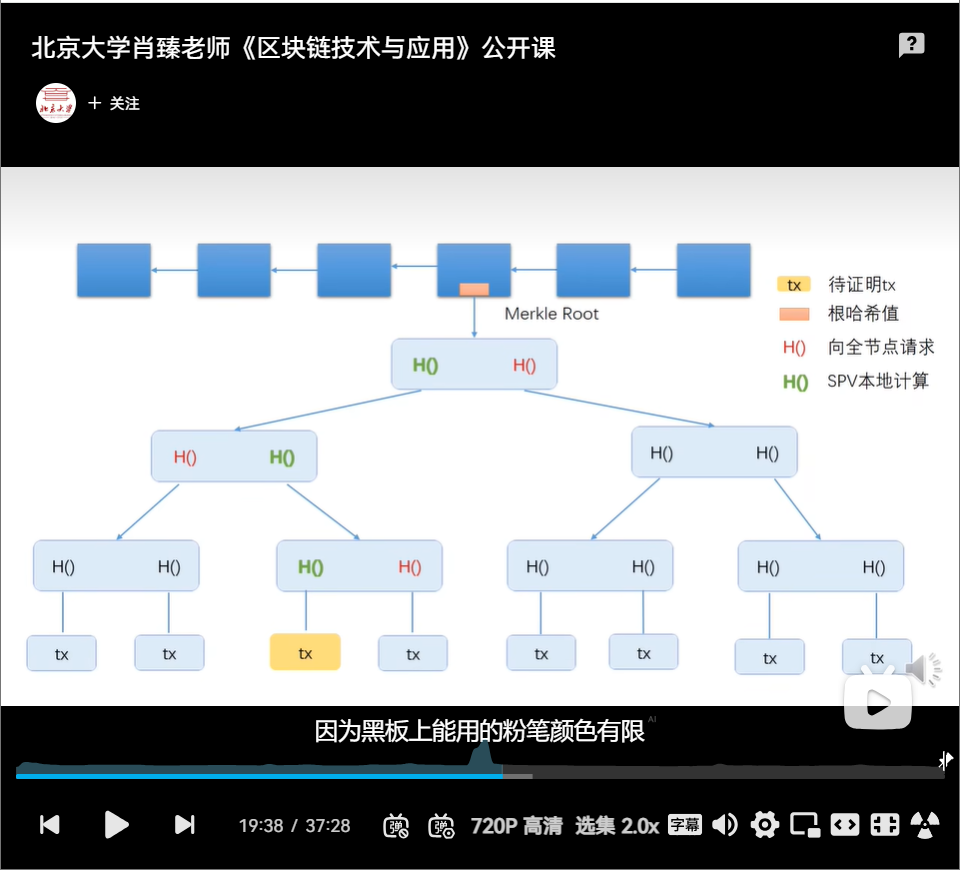 北京大学肖臻老师《区块链技术与应用》公开课
?
+ 关注
Merkle Root
tx 待证明tx
根哈希值
H() 向全节点请求
H() SPV本地计算
H() H()
H() H()
H() H()
H() H()
H() H()
H() H()
H() H()
tx tx tx tx tx tx tx tx
因为黑板上能用的粉笔颜色有限
AI
19:38 / 37:28
弹 弹 720P 高清 选集 2.0x 字幕